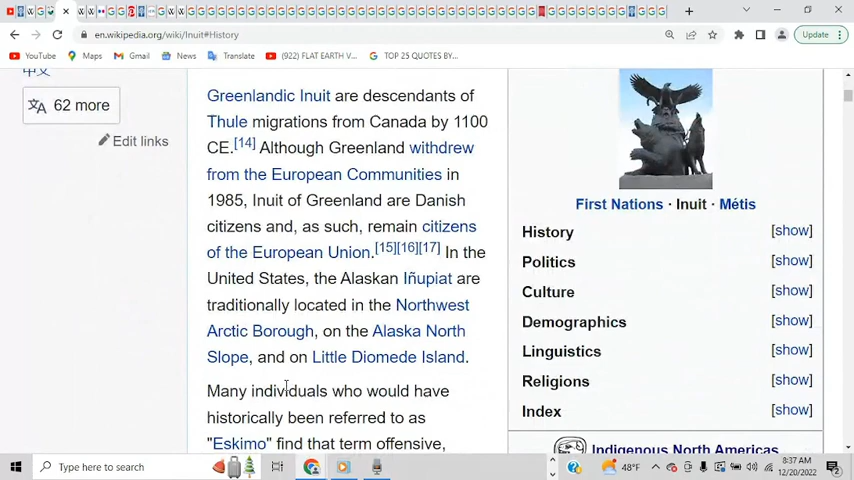 Update
en.wikipedia.org/wiki/Inuit#History
YouTube
Maps
Gmail
News
Translate
(922) FLAT EARTH V...
TOP 25 QUOTES BY...
中文
62 more
Edit links
Greenlandic Inuit are descendants of
Thule migrations from Canada by 1100
CE.[14] Although Greenland withdrew
from the European Communities in
1985, Inuit of Greenland are Danish
citizens and, as such, remain citizens
of the European Union.[15][16][17] In the
United States, the Alaskan Iñupiat are
traditionally located in the Northwest
Arctic Borough, on the Alaska North
Slope, and on Little Diomede Island.
Many individuals who would have
historically been referred to as
"Eskimo" find that term offensive,
First Nations · Inuit · Métis
History [show]
Politics [show]
Culture [show]
Demographics [show]
Linguistics [show]
Religions [show]
Index [show]
Indigenous North Americas
Type here to search
48°F
8:37 AM
12/20/2022
2